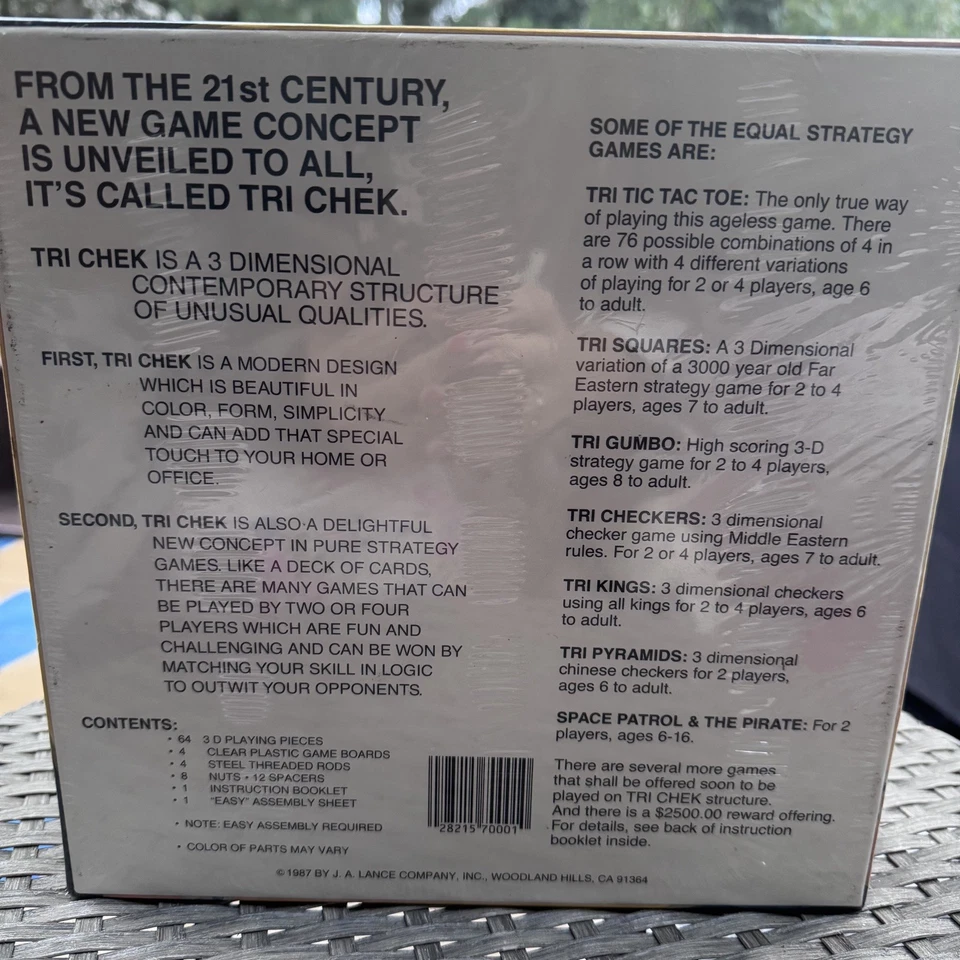 FROM THE 21st CENTURY,
A NEW GAME CONCEPT
IS UNVEILED TO ALL,
IT'S CALLED TRI CHEK.
TRI CHEK IS A 3 DIMENSIONAL
CONTEMPORARY STRUCTURE
OF UNUSUAL QUALITIES.
FIRST, TRI CHEK IS A MODERN DESIGN
WHICH IS BEAUTIFUL IN
COLOR, FORM, SIMPLICITY
AND CAN ADD THAT SPECIAL
TOUCH TO YOUR HOME OR
OFFICE.
SECOND, TRI CHEK IS ALSO A DELIGHTFUL
NEW CONCEPT IN PURE STRATEGY
GAMES. LIKE A DECK OF CARDS,
THERE ARE MANY GAMES THAT CAN
BE PLAYED BY TWO OR FOUR
PLAYERS WHICH ARE FUN AND
CHALLENGING AND CAN BE WON BY
MATCHING YOUR SKILL IN LOGIC
TO OUTWIT YOUR OPPONENTS.
CONTENTS:
• 64 3 D PLAYING PIECES
• 4 CLEAR PLASTIC GAME BOARDS
• 4 STEEL THREADED RODS
• 8 NUTS • 12 SPACERS
• 1 INSTRUCTION BOOKLET
• 1 "EASY" ASSEMBLY SHEET
• NOTE: EASY ASSEMBLY REQUIRED
• COLOR OF PARTS MAY VARY
SOME OF THE EQUAL STRATEGY
GAMES ARE:
TRI TIC TAC TOE: The only true way
of playing this ageless game. There
are 76 possible combinations of 4 in
a row with 4 different variations
of playing for 2 or 4 players, age 6
to adult.
TRI SQUARES: A 3 Dimensional
variation of a 3000 year old Far
Eastern strategy game for 2 to 4
players, ages 7 to adult.
TRI GUMBO: High scoring 3-D
strategy game for 2 to 4 players,
ages 8 to adult.
TRI CHECKERS: 3 dimensional
checker game using Middle Eastern
rules. For 2 or 4 players, ages 7 to adult.
TRI KINGS: 3 dimensional checkers
using all kings for 2 to 4 players, ages 6
to adult.
TRI PYRAMIDS: 3 dimensional
chinese checkers for 2 players,
ages 6 to adult.
SPACE PATROL & THE PIRATE: For 2
players, ages 6-16.
There are several more games
that shall be offered soon to be
played on TRI CHEK structure.
And there is a $2500.00 reward offering.
For details, see back of instruction
booklet inside.
28215 70001
©1987 BY J. A. LANCE COMPANY, INC., WOODLAND HILLS, CA 91364